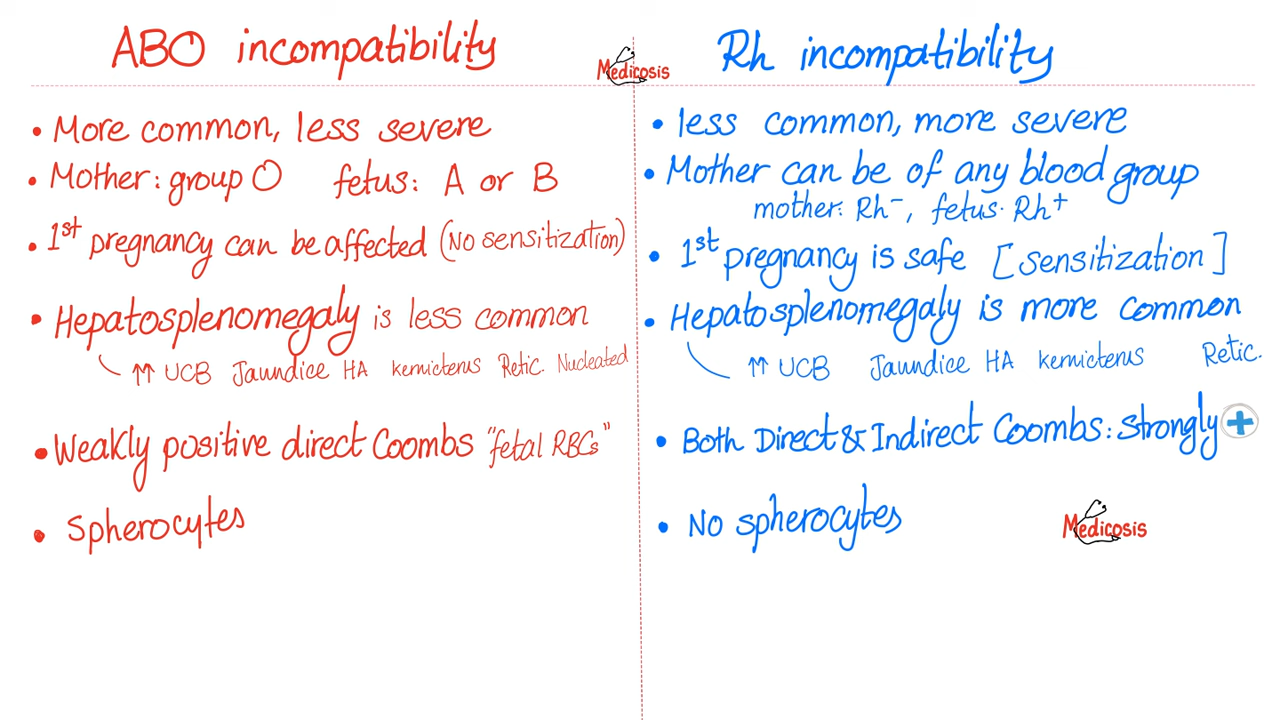 ABO incompatibility
• More common, less severe
• Mother: group O fetus: A or B
• 1st pregnancy can be affected (No sensitization)
• Hepatosplenomegaly is less common
↑↑ UCB Jaundice HA kernicterus Retic. Nucleated
• Weakly positive direct Coombs "fetal RBCs"
• Spherocytes
Medicosis
Rh incompatibility
• less common, more severe
• Mother can be of any blood group
mother: Rh⁻, fetus: Rh⁺
• 1st pregnancy is safe [sensitization]
• Hepatosplenomegaly is more common
↑↑ UCB Jaundice HA kernicterus Retic.
• Both Direct & Indirect Coombs: strongly +
• No spherocytes
Medicosis